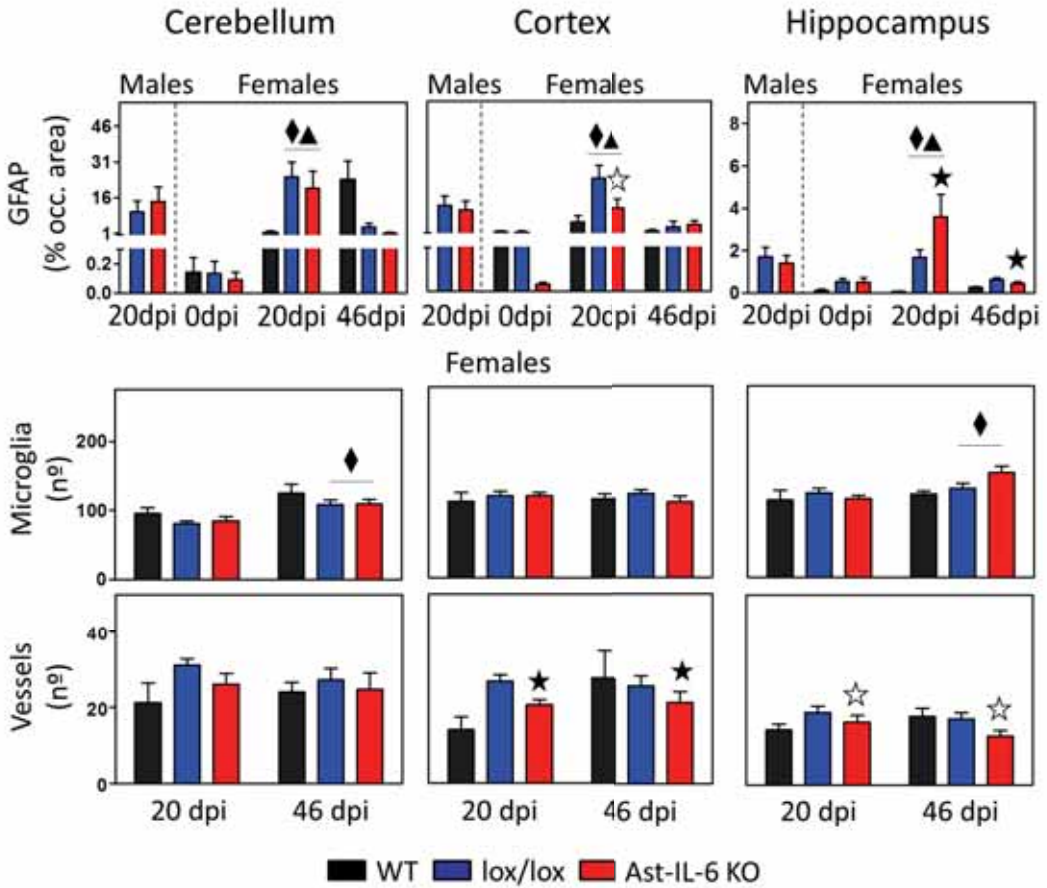 Cerebellum Cortex Hippocampus
Males Females Males Females Males Females
GFAP
(% occ. area)
46
31
16
1
0.2
0.0
8
6
4
2
0
20dpi 0dpi 20dpi 46dpi 20dpi 0dpi 20dpi 46dpi 20dpi 0dpi 20dpi 46dpi
Females
Microglia
(nº)
200
100
0
Vessels
(nº)
40
20
0
20 dpi 46 dpi 20 dpi 46 dpi 20 dpi 46 dpi
WT lox/lox Ast-IL-6 KO